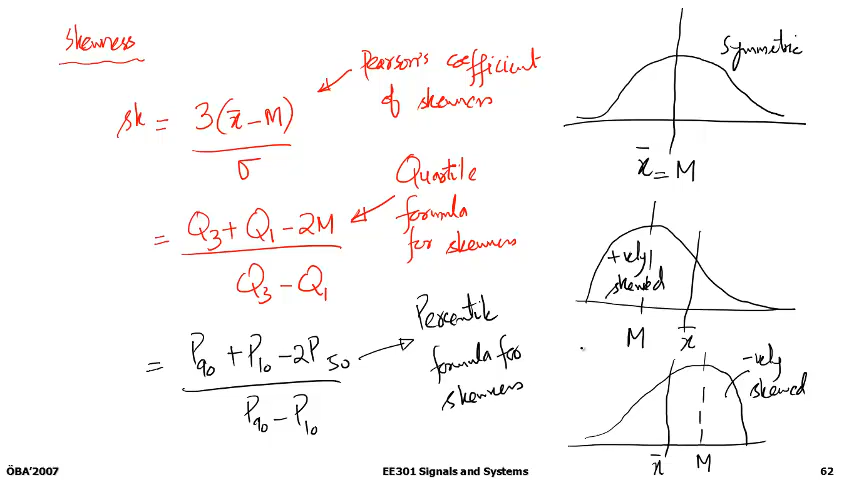 Skewness
sk = 3(x̄ - M) / σ
Pearson's coefficient
of skewness
= Q₃ + Q₁ - 2M / Q₃ - Q₁
Quartile
formula
for skewness
= P₉₀ + P₁₀ - 2P₅₀ / P₉₀ - P₁₀
Percentile
formula for
skewness
Symmetric
x̄ = M
+vely
skewed
M x̄
-vely
skewed
x̄ M
ÖBA'2007 EE301 Signals and Systems 62